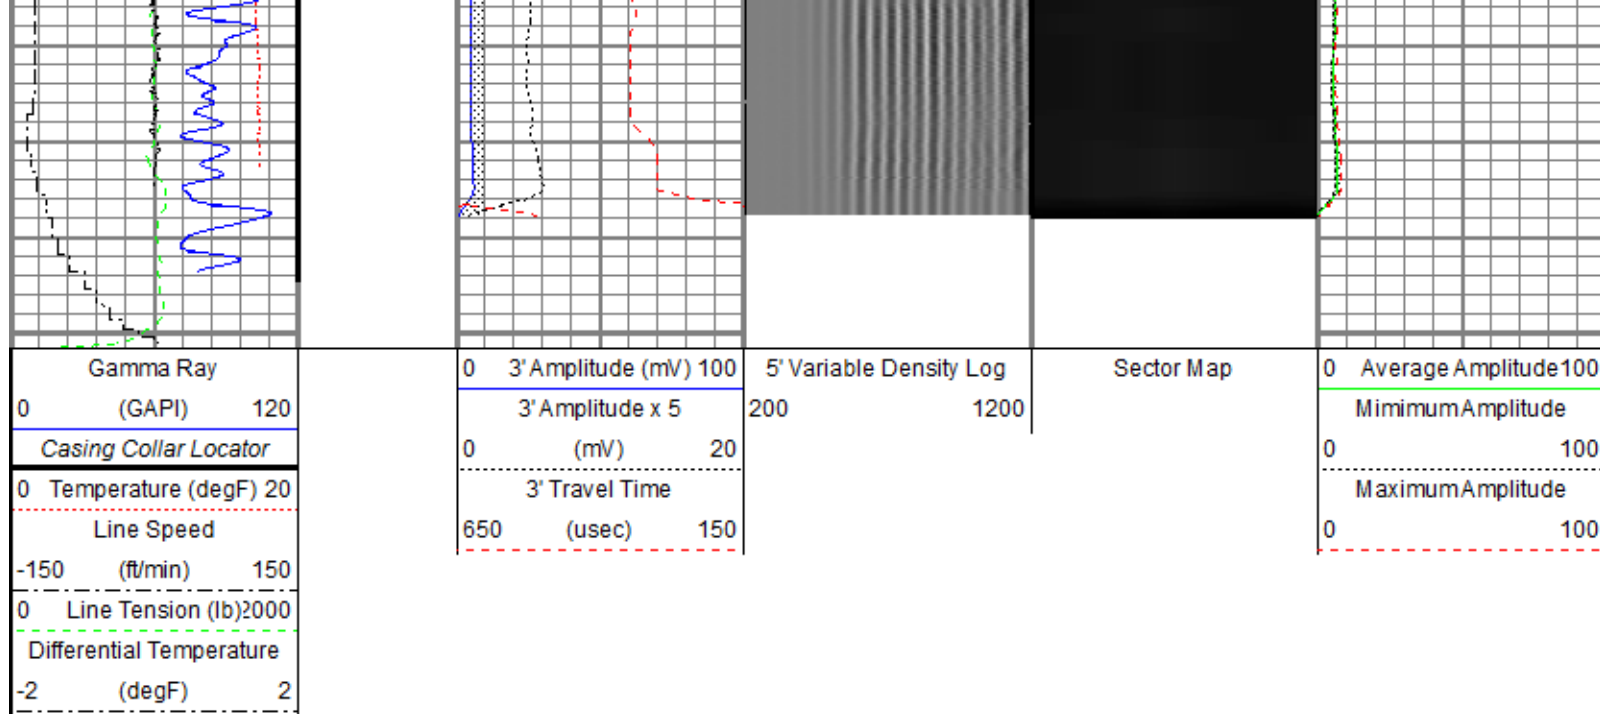 Gamma Ray
0 (GAPI) 120
Casing Collar Locator
0 Temperature (degF) 20
Line Speed
-150 (ft/min) 150
0 Line Tension (lb) 2000
Differential Temperature
-2 (degF) 2
0 3' Amplitude (mV) 100
3' Amplitude x 5
0 (mV) 20
3' Travel Time
650 (usec) 150
5' Variable Density Log
200 1200
Sector Map
0 Average Amplitude 100
Mimimum Amplitude
0 100
Maximum Amplitude
0 100